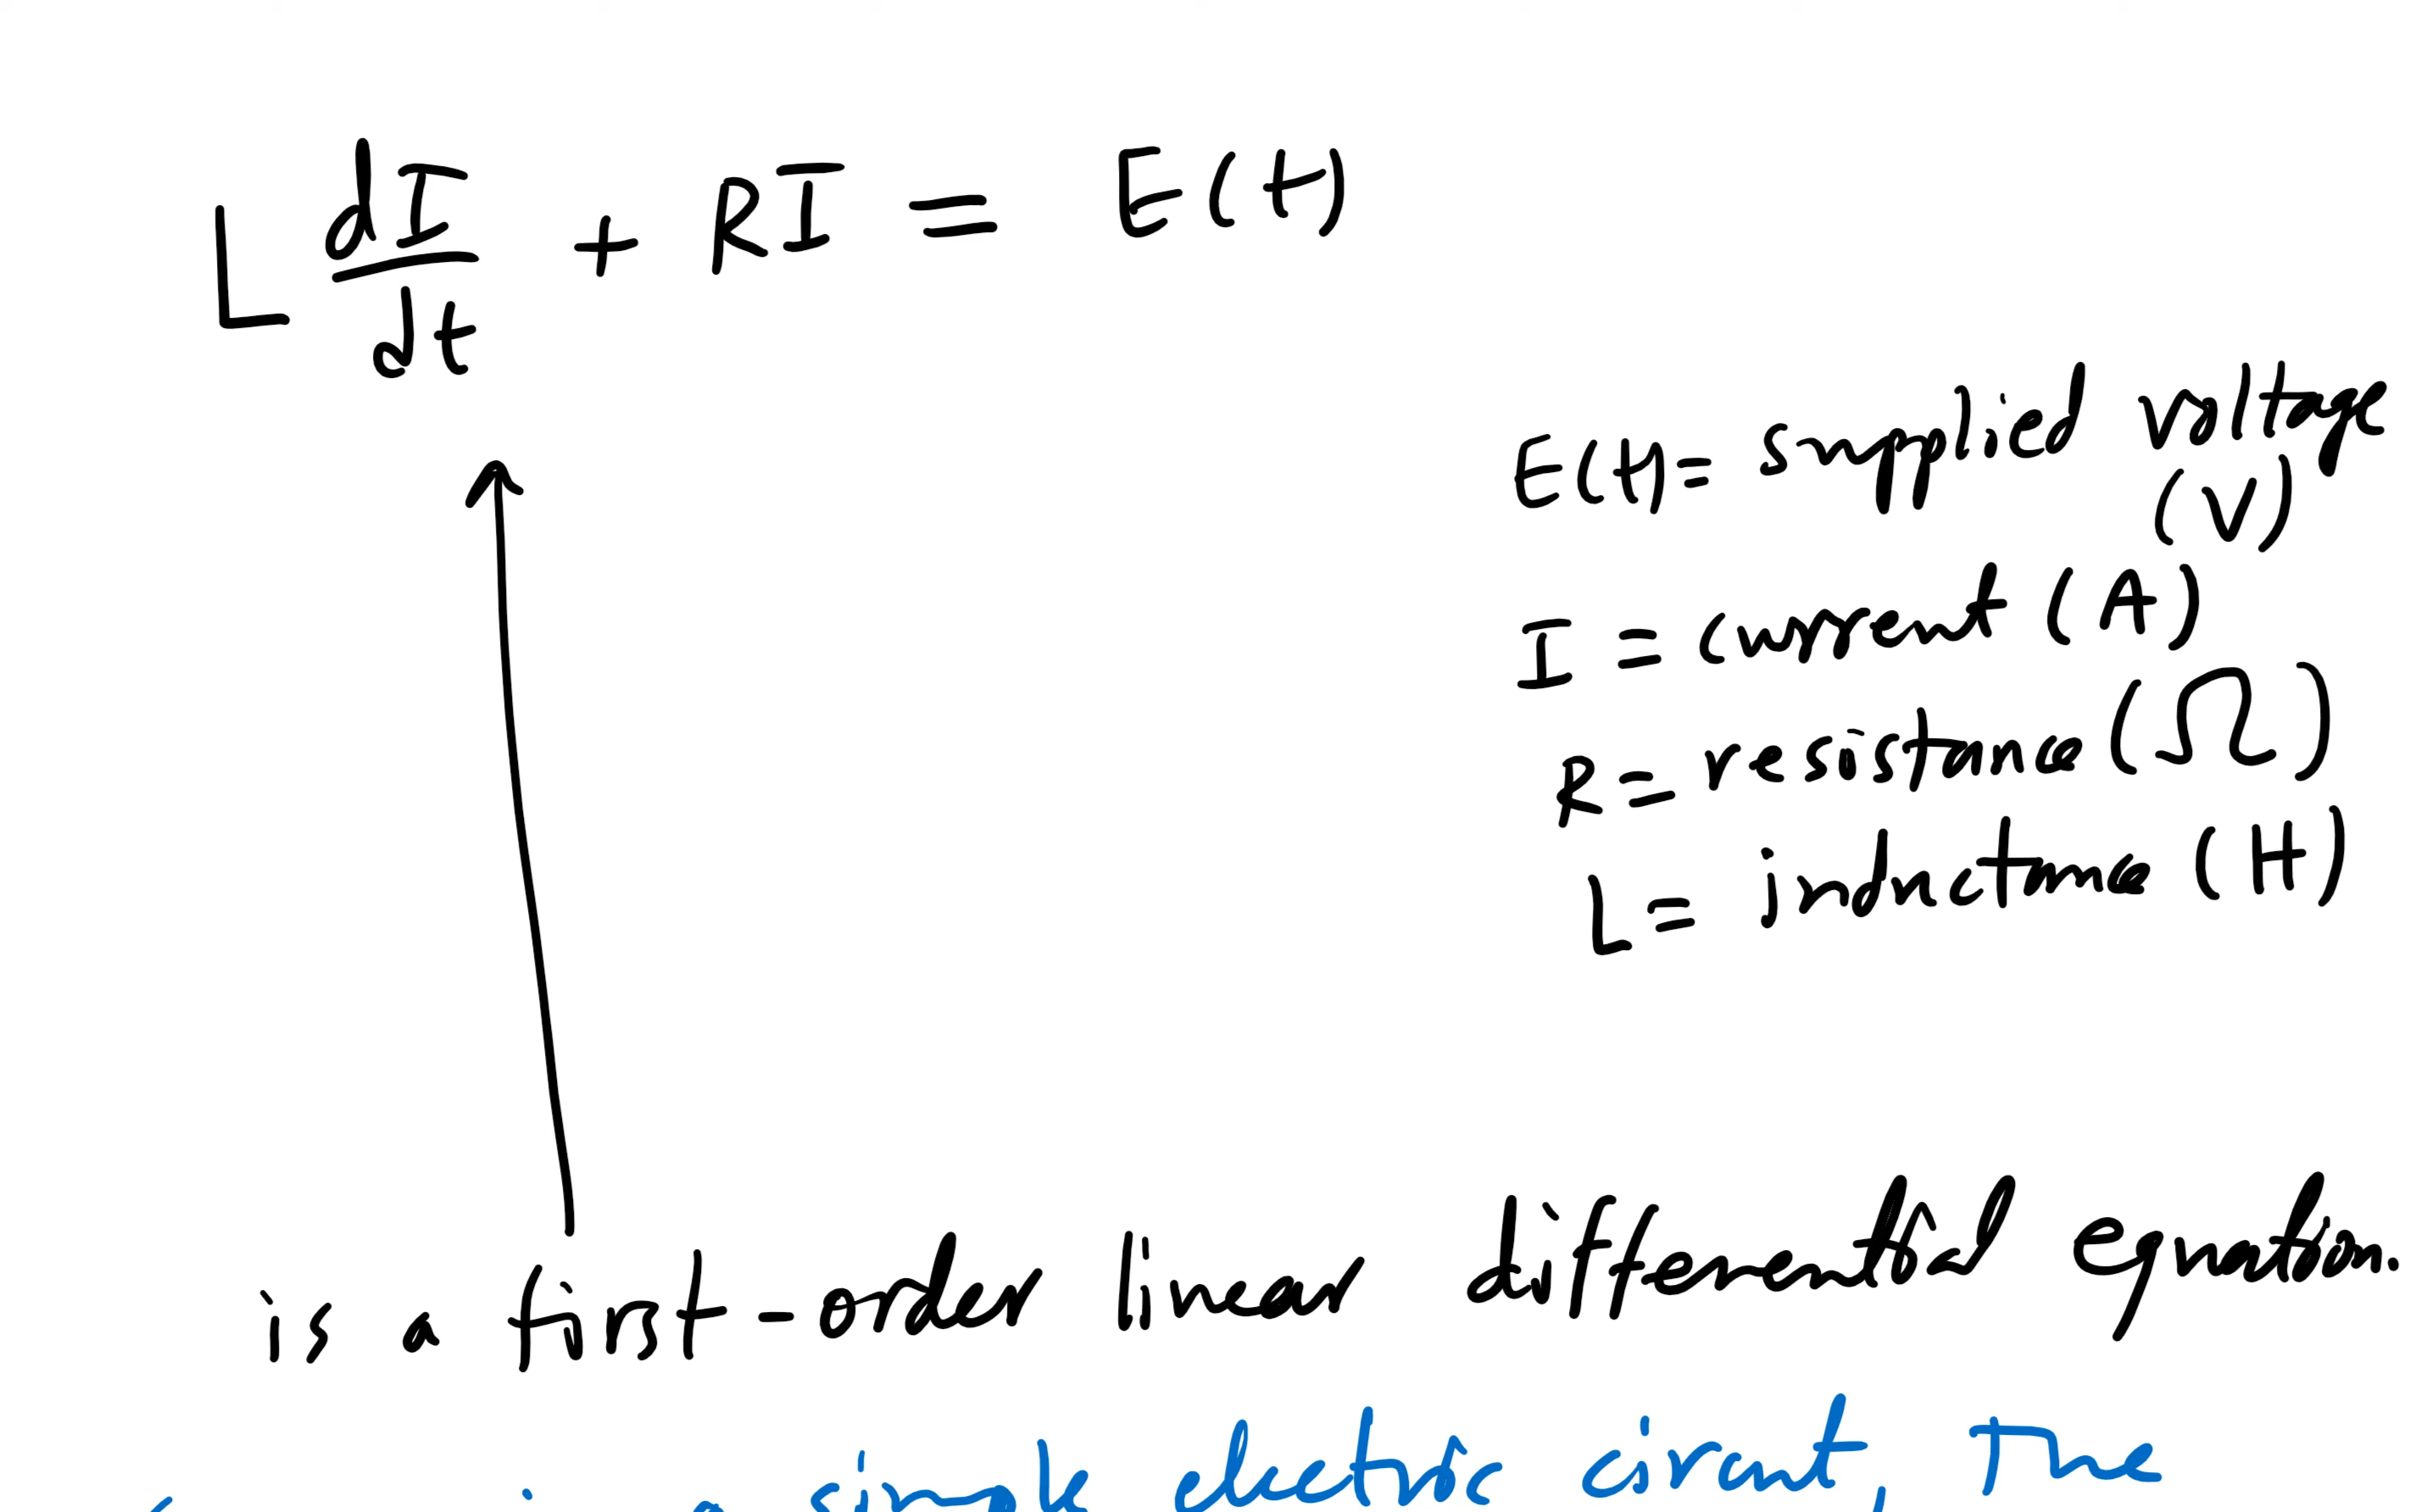 L dI/dt + RI = E(t)
E(t) = supplied voltage
(V)
I = current (A)
R = resistance (Ω)
L = inductance (H)
is a first-order linear differential equation.
simple electric circuit, the